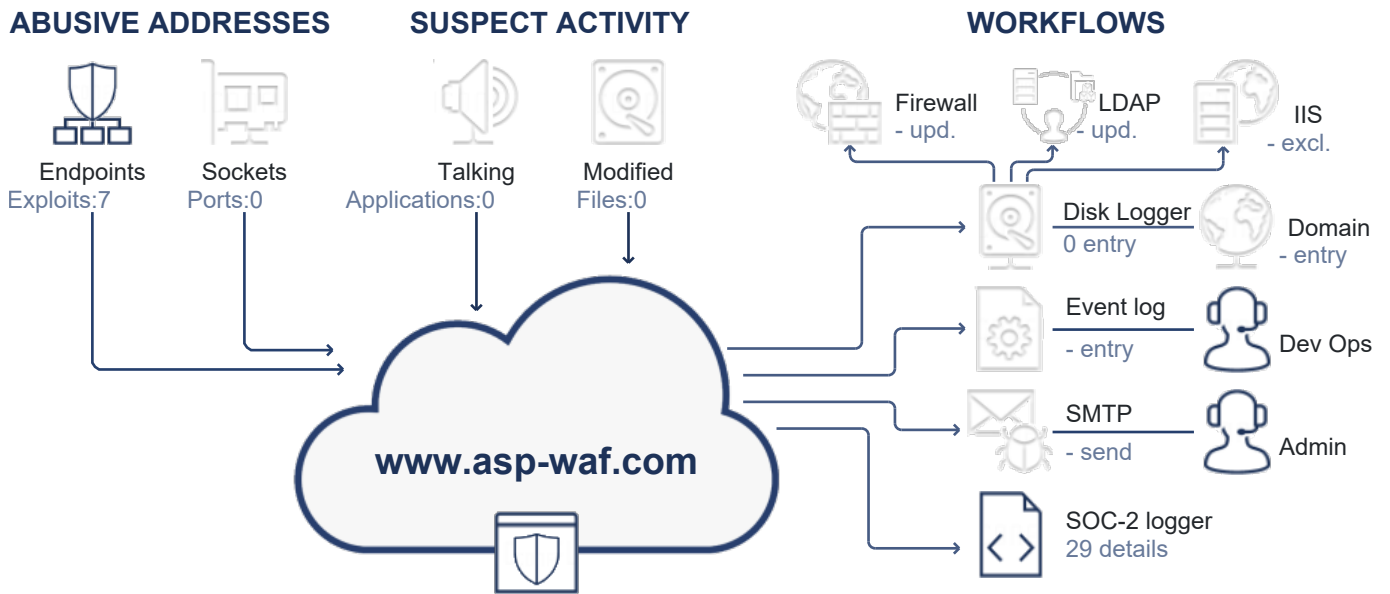 ABUSIVE ADDRESSES
SUSPECT ACTIVITY
WORKFLOWS
Endpoints
Exploits:7
Sockets
Ports:0
Talking
Applications:0
Modified
Files:0
Firewall
- upd.
LDAP
- upd.
IIS
- excl.
Disk Logger
0 entry
Domain
- entry
Event log
- entry
Dev Ops
SMTP
- send
Admin
SOC-2 logger
29 details
www.asp-waf.com